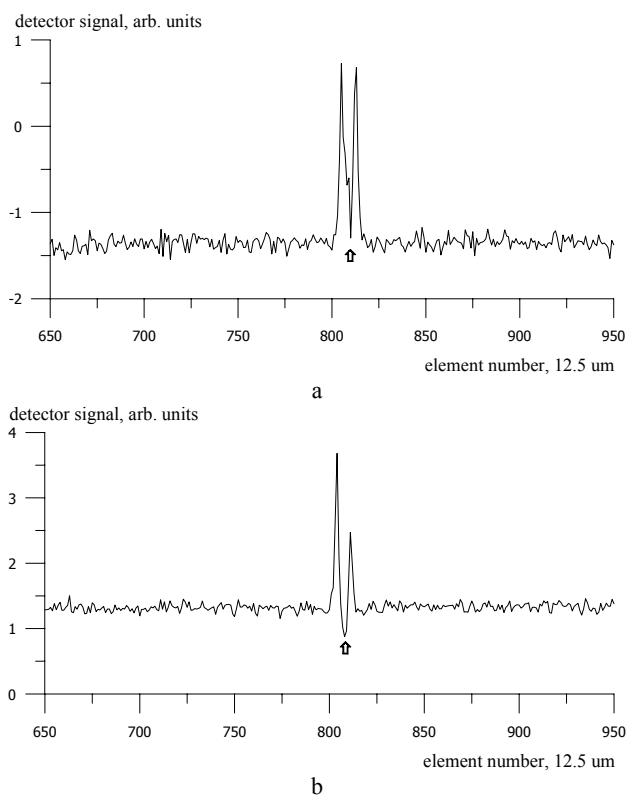 detector signal, arb. units
1
0
-1
-2
650 700 750 800 850 900 950
element number, 12.5 um
a
detector signal, arb. units
4
3
2
1
0
650 700 750 800 850 900 950
element number, 12.5 um
b